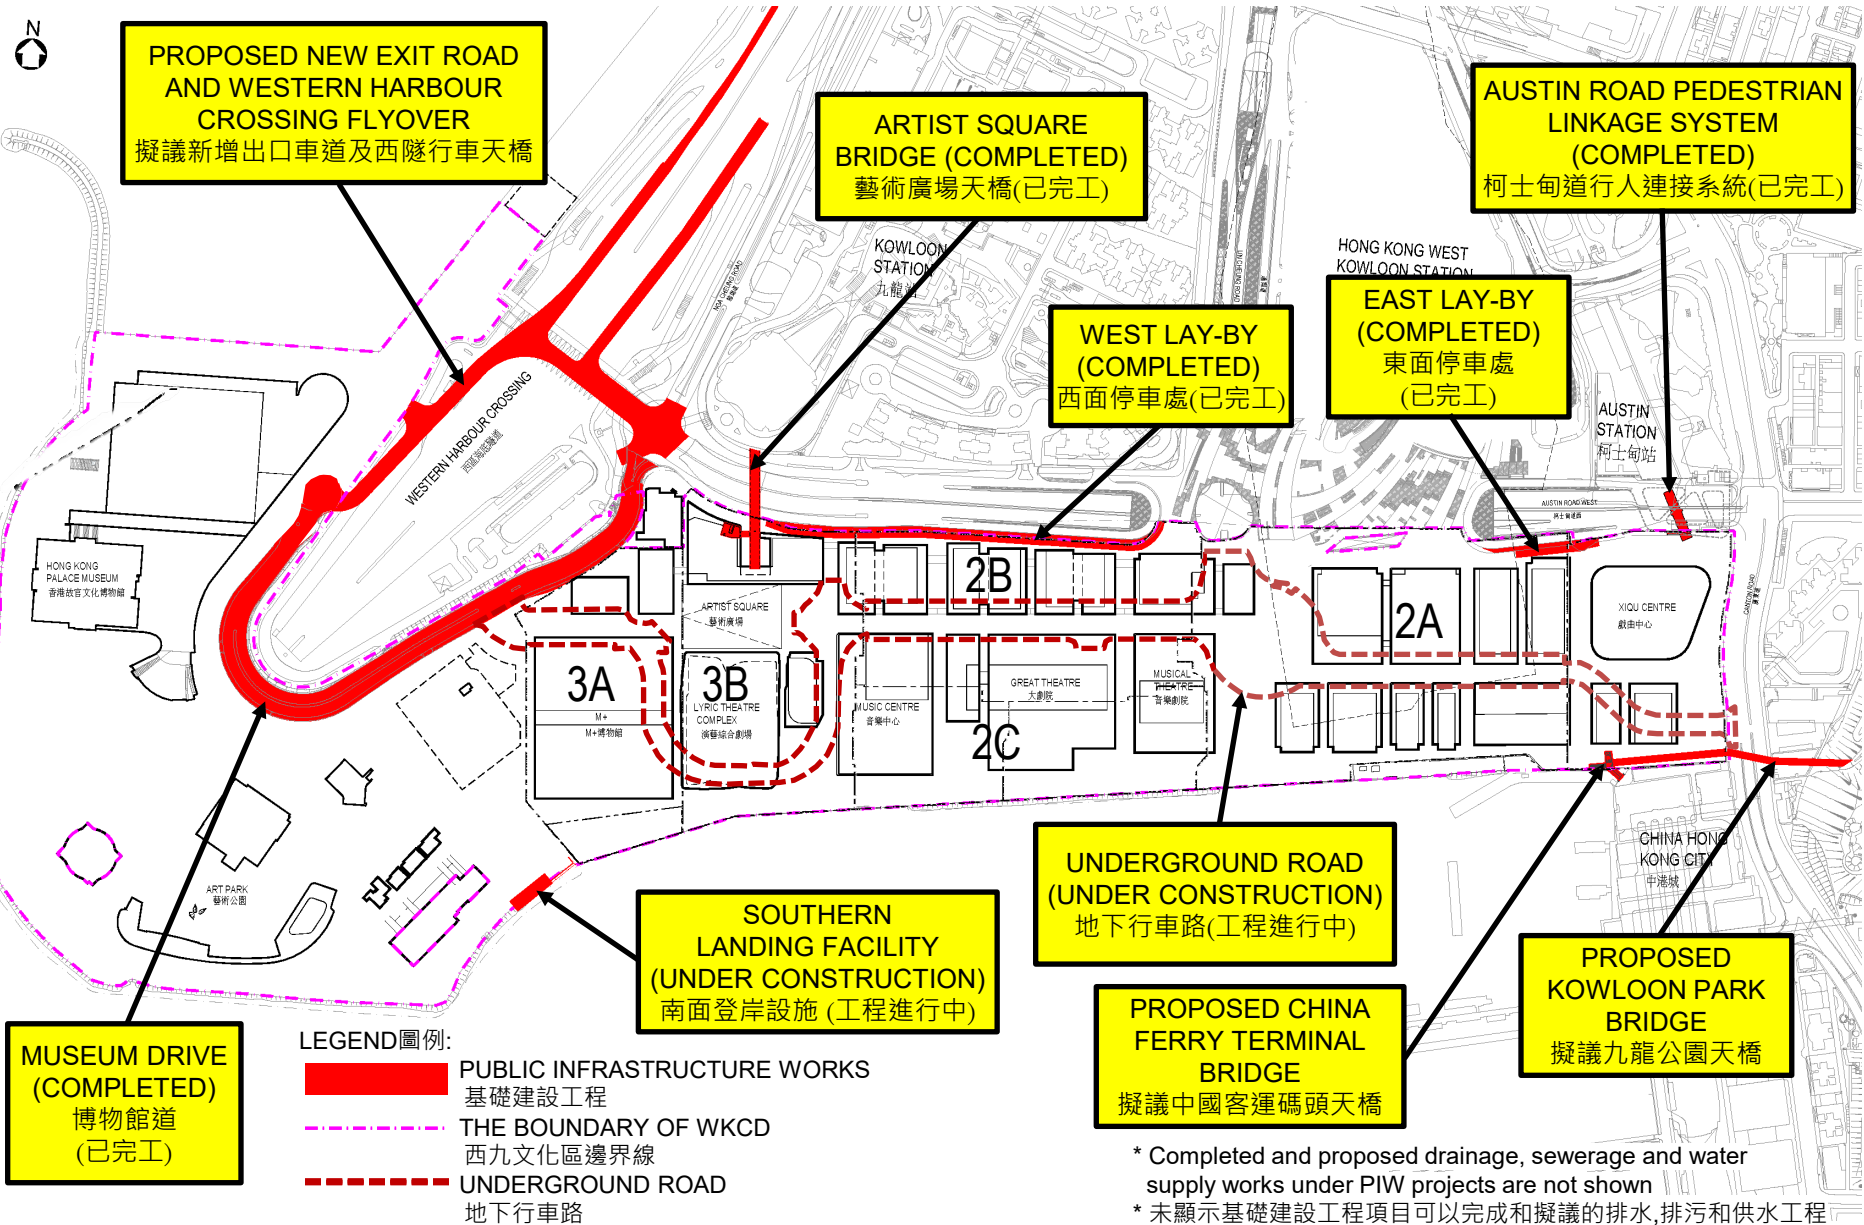 N
PROPOSED NEW EXIT ROAD
AND WESTERN HARBOUR
CROSSING FLYOVER
擬議新增出口車道及西隧行車天橋
ARTIST SQUARE
BRIDGE (COMPLETED)
藝術廣場天橋(已完工)
AUSTIN ROAD PEDESTRIAN
LINKAGE SYSTEM
(COMPLETED)
柯士甸道行人連接系統(已完工)
KOWLOON
STATION
九龍站
HONG KONG WEST
KOWLOON STATION
WEST LAY-BY
(COMPLETED)
西面停車處(已完工)
EAST LAY-BY
(COMPLETED)
東面停車處
(已完工)
NGA CHEUNG ROAD
LIN CHEUNG ROAD
AUSTIN
STATION
柯士甸站
WESTERN HARBOUR CROSSING
西區海底隧道
AUSTIN ROAD WEST
柯士甸道西
HONG KONG
PALACE MUSEUM
香港故宮文化博物館
2B
2A
XIQU CENTRE
戲曲中心
CANTON ROAD
ARTIST SQUARE
藝術廣場
3A
M+
M+博物館
3B
LYRIC THEATRE
COMPLEX
演藝綜合劇場
MUSIC CENTRE
音樂中心
GREAT THEATRE
大劇院
2C
MUSICAL
THEATRE
音樂劇院
CHINA HONG
KONG CITY
中港城
ART PARK
藝術公園
SOUTHERN
LANDING FACILITY
(UNDER CONSTRUCTION)
南面登岸設施 (工程進行中)
UNDERGROUND ROAD
(UNDER CONSTRUCTION)
地下行車路(工程進行中)
PROPOSED CHINA
FERRY TERMINAL
BRIDGE
擬議中國客運碼頭天橋
PROPOSED
KOWLOON PARK
BRIDGE
擬議九龍公園天橋
MUSEUM DRIVE
(COMPLETED)
博物館道
(已完工)
LEGEND圖例:
PUBLIC INFRASTRUCTURE WORKS
基礎建設工程
THE BOUNDARY OF WKCD
西九文化區邊界線
UNDERGROUND ROAD
地下行車路
* Completed and proposed drainage, sewerage and water
supply works under PIW projects are not shown
* 未顯示基礎建設工程項目可以完成和擬議的排水,排污和供水工程